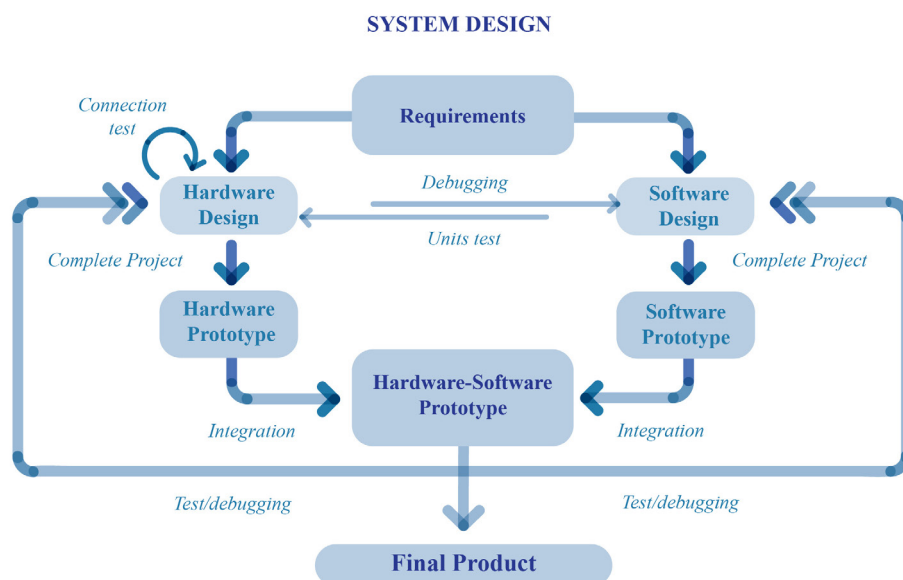 SYSTEM DESIGN
Requirements
Connection
test
Hardware
Design
Debugging
Units test
Software
Design
Complete Project
Complete Project
Hardware
Prototype
Software
Prototype
Hardware-Software
Prototype
Integration
Integration
Test/debugging
Test/debugging
Final Product